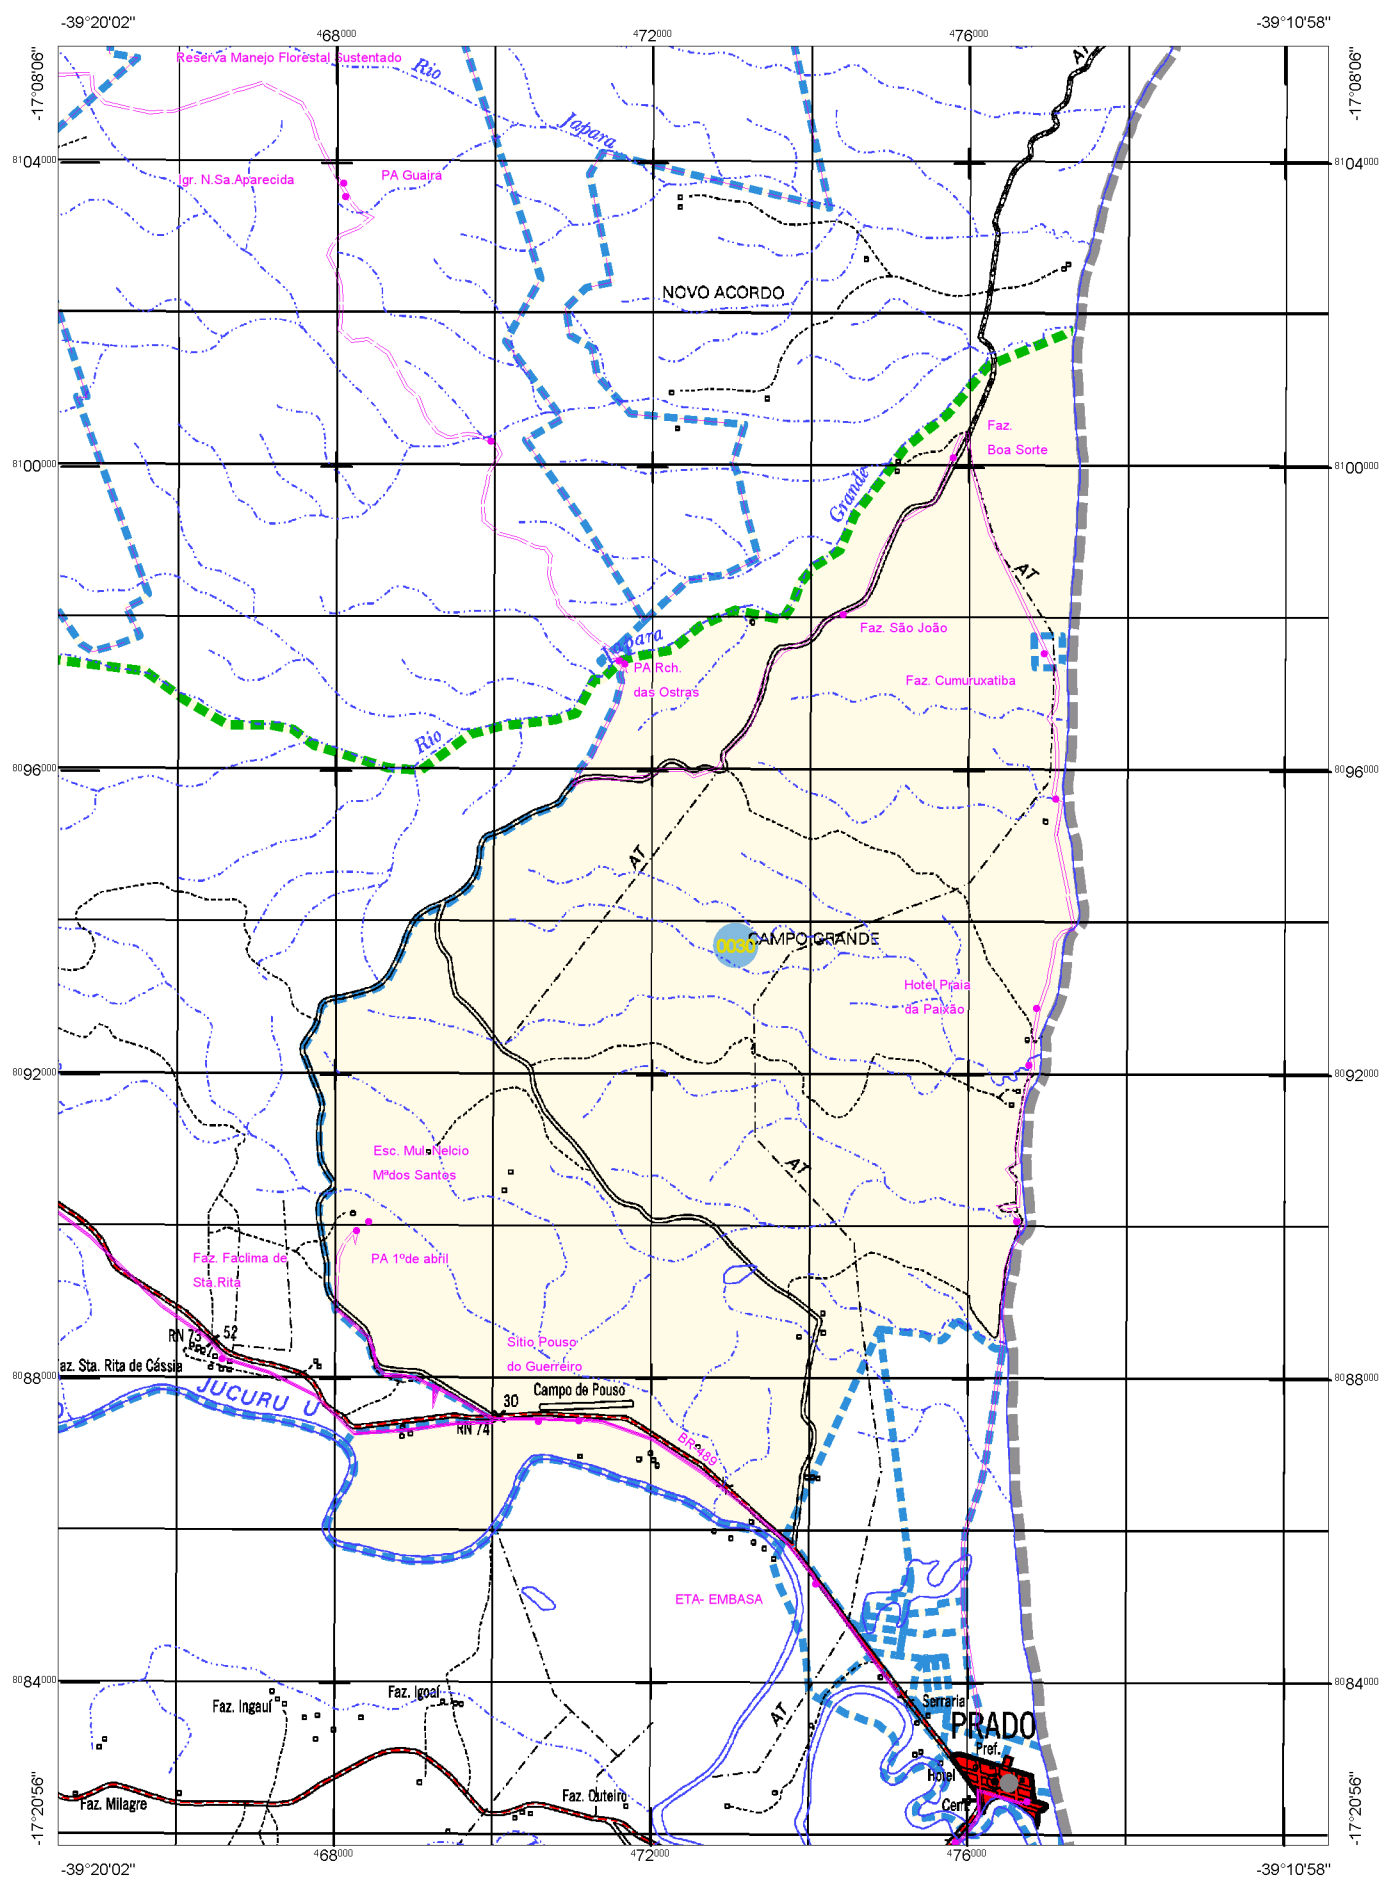 -39°20'02"
-39°10'58"
468000
472000
476000
-17°08'06"
-17°08'06"
Reserva Manejo Florestal Sustentado
Rio
AT
Japara
8104000
8104000
Igr. N.Sa.Aparecida
PA Guaira
NOVO ACORDO
Faz.
Boa Sorte
8100000
8100000
Grande
AT
Faz. São João
Japara
PA Rch.
das Ostras
Faz. Cumuruxatiba
Rio
8096000
8096000
AT
0030
CAMPO GRANDE
Hotel Praia
da Paixão
8092000
8092000
Esc. Mul. Nelcio
Mªdos Santos
AT
Faz. Faclima de
Sta.Rita
PA 1ºde abril
RN 73
52
Sítio Pouso
do Guerreiro
az. Sta. Rita de Cássia
8088000
8088000
JUCURU U
O
30
Campo de Pouso
RN 74
BR-489
ETA- EMBASA
8084000
8084000
Faz. Ingauí
Faz. Igoaí
AT
Serraria
PRADO
Pref.
Hotel
Cem.
Faz. Milagre
Faz. Outeiro
-17°20'56"
-17°20'56"
468000
472000
476000
-39°20'02"
-39°10'58"